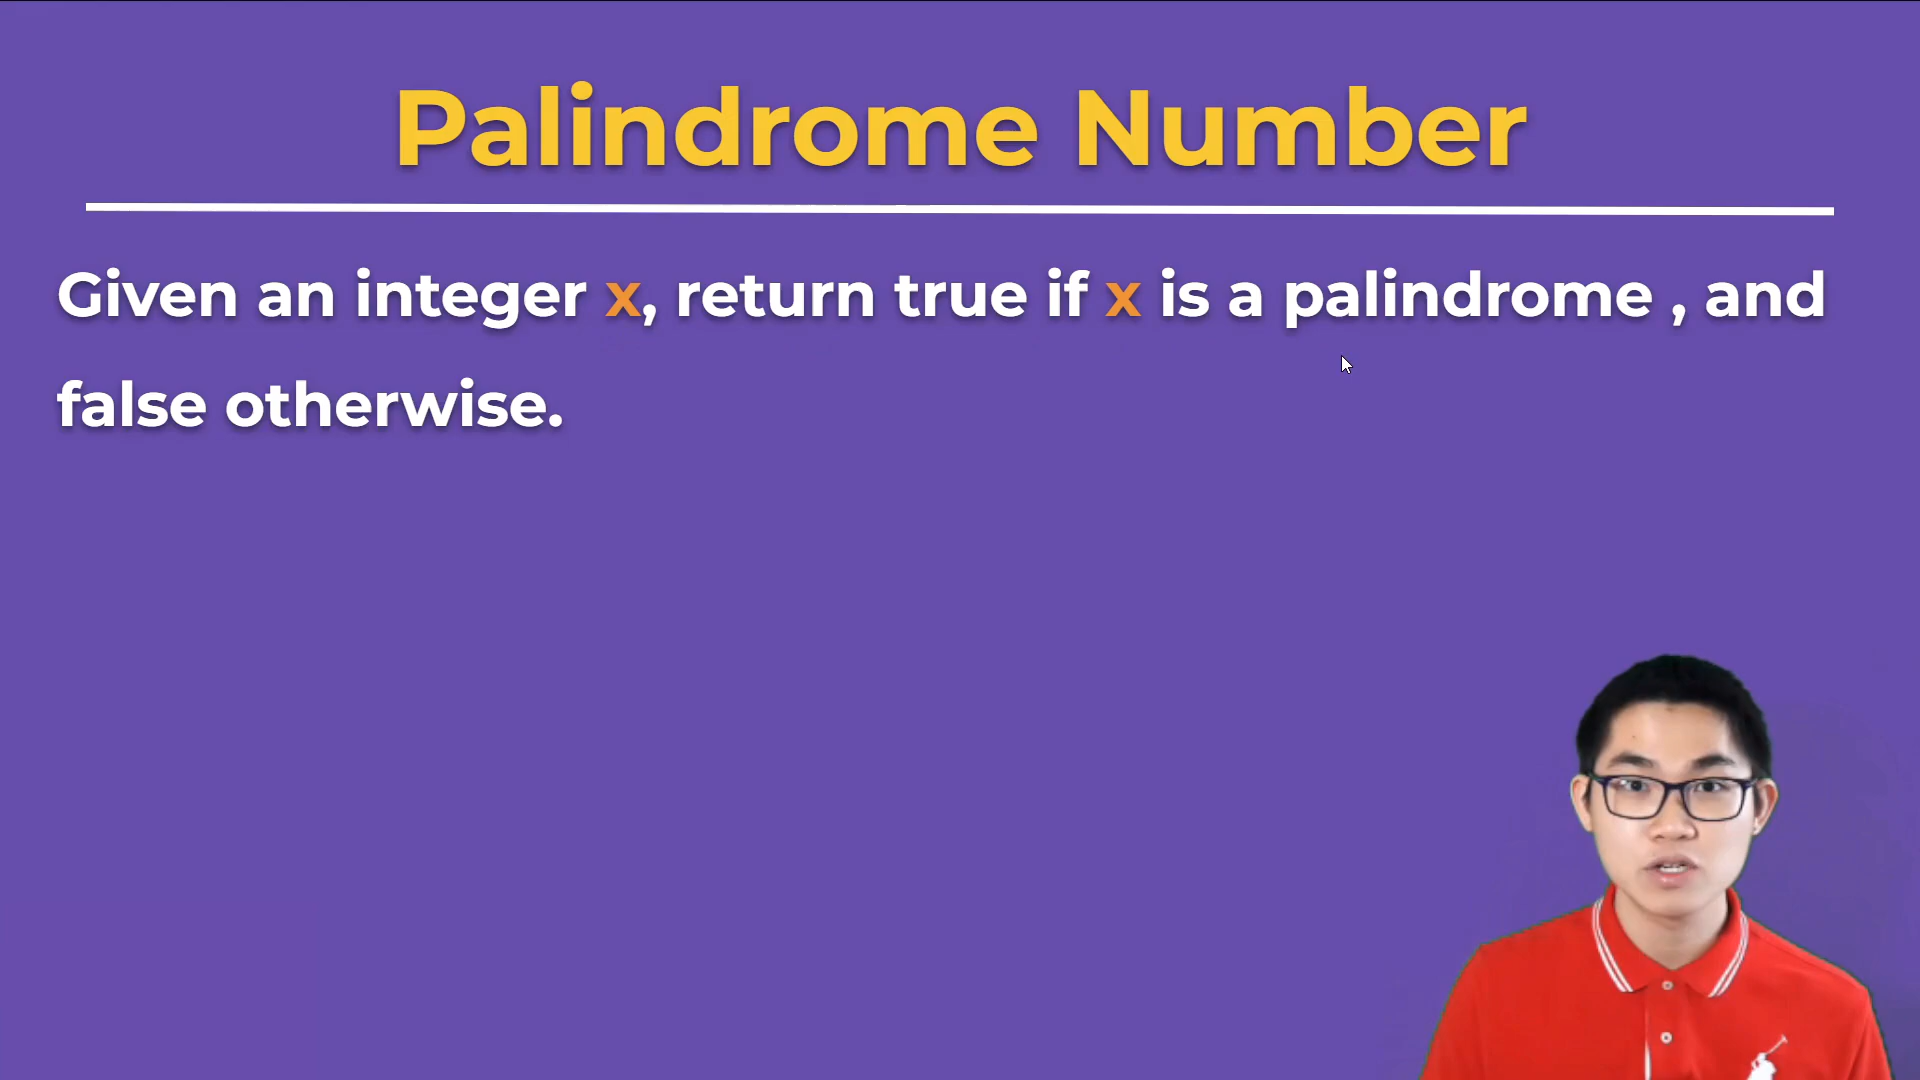 Palindrome Number
Given an integer x, return true if x is a palindrome , and
false otherwise.